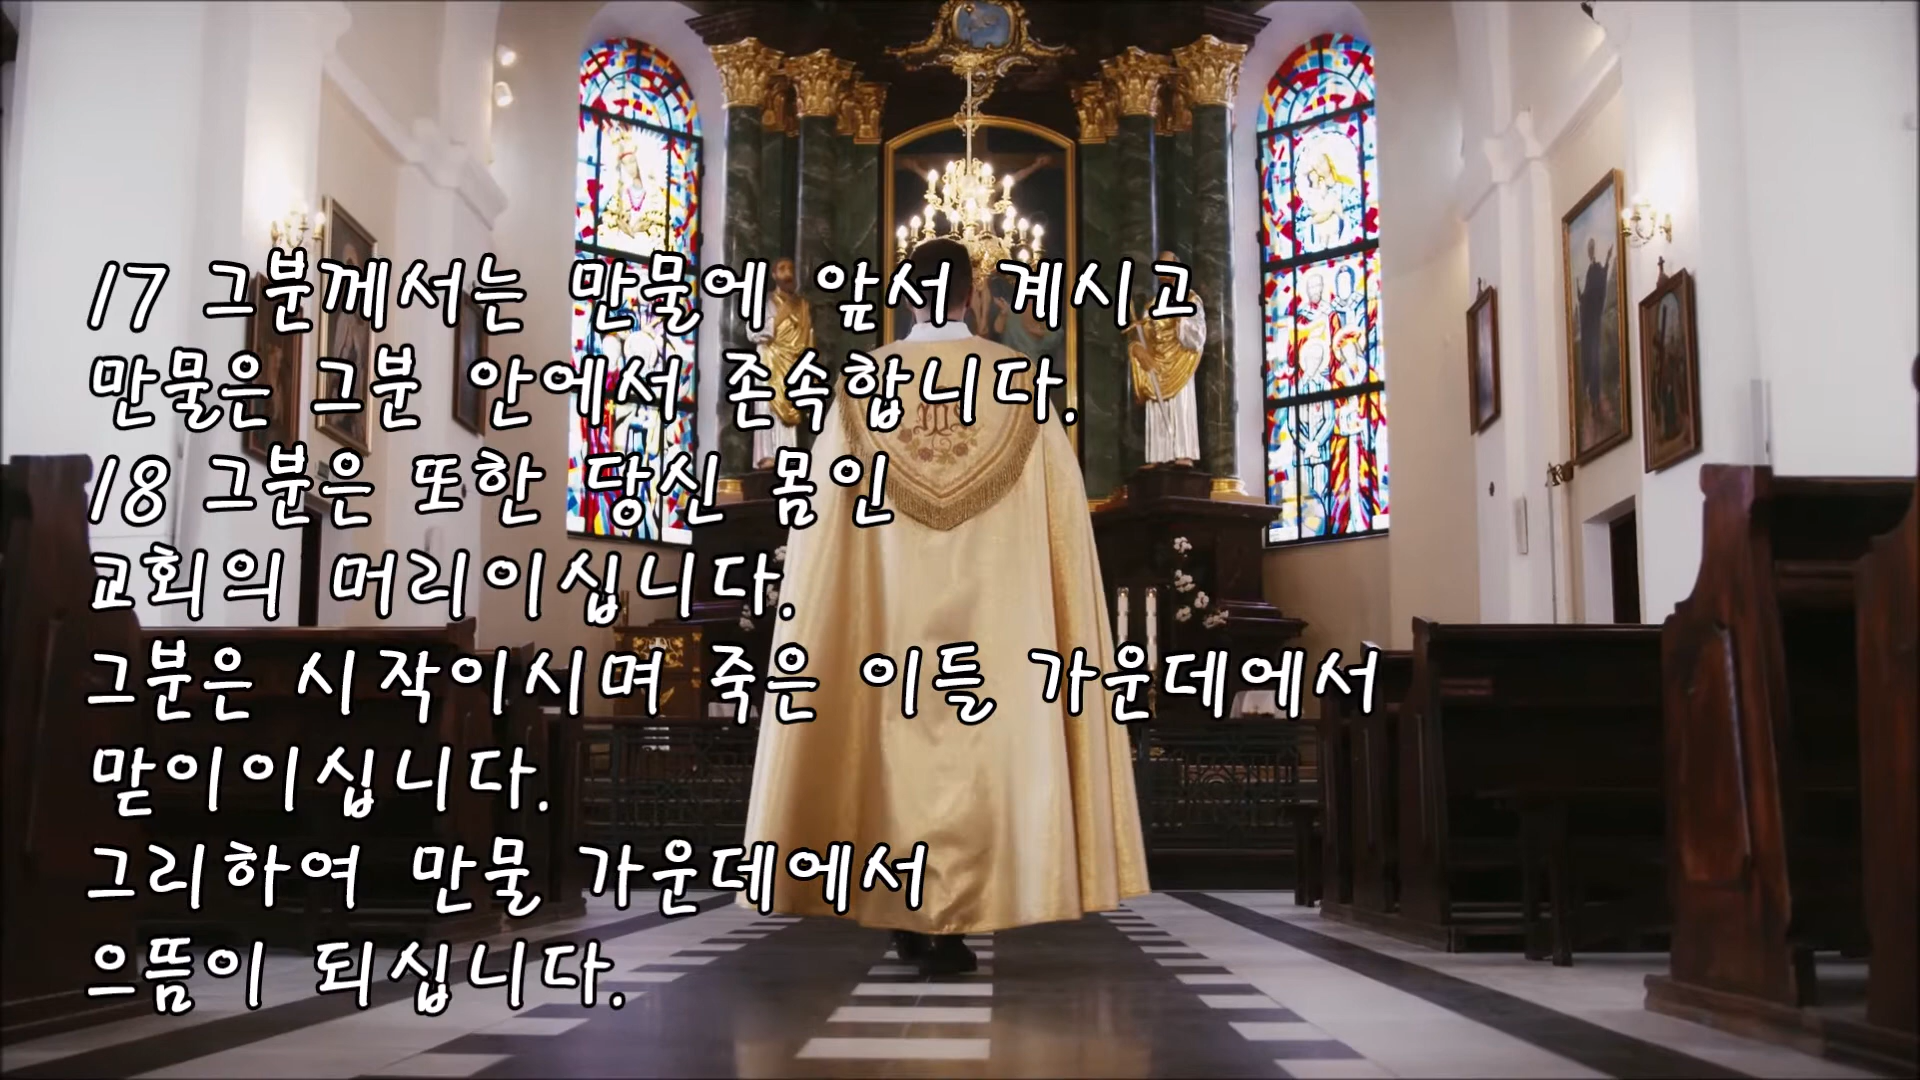 17 그분께서는 만물에 앞서 계시고
만물은 그분 안에서 존속합니다.
18 그분은 또한 당신 몸인
교회의 머리이십니다.
그분은 시작이시며 죽은 이들 가운데에서
맏이이십니다.
그리하여 만물 가운데에서
으뜸이 되십니다.